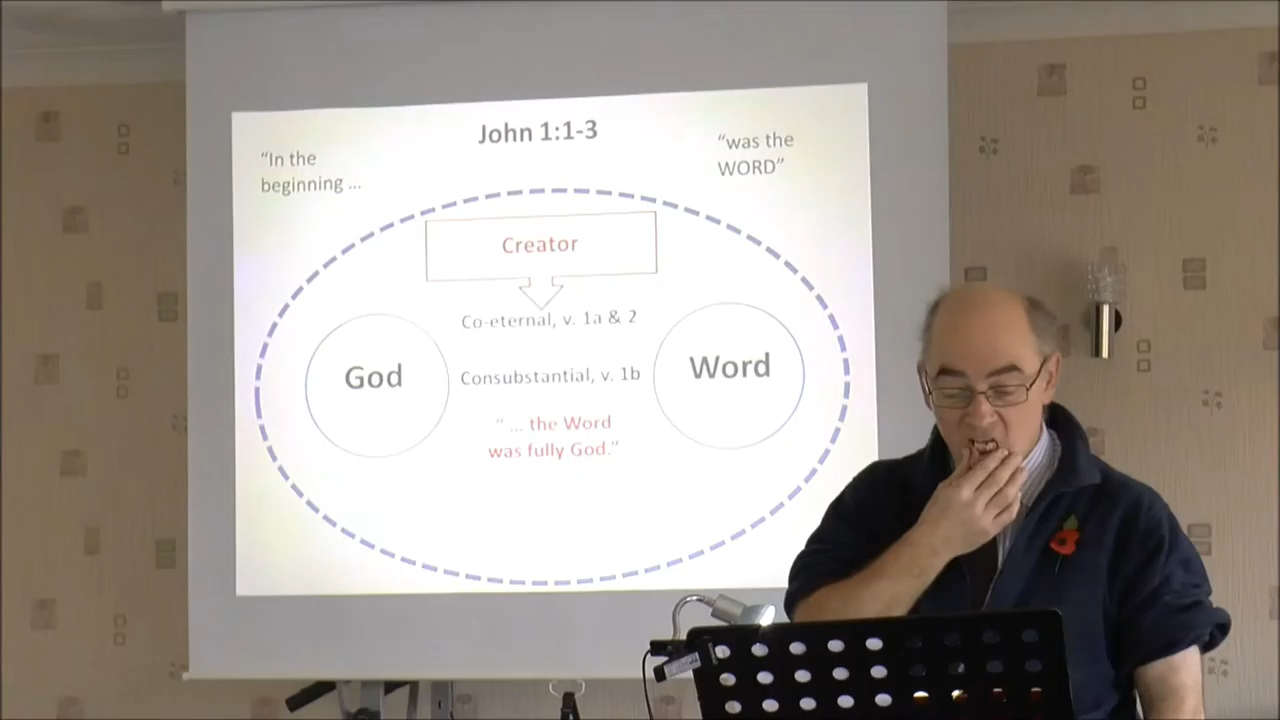 John 1:1-3
“In the
beginning ...
“was the
WORD”
Creator
Co-eternal, v. 1a & 2
God
Consubstantial, v. 1b
Word
“ ... the Word
was fully God.”